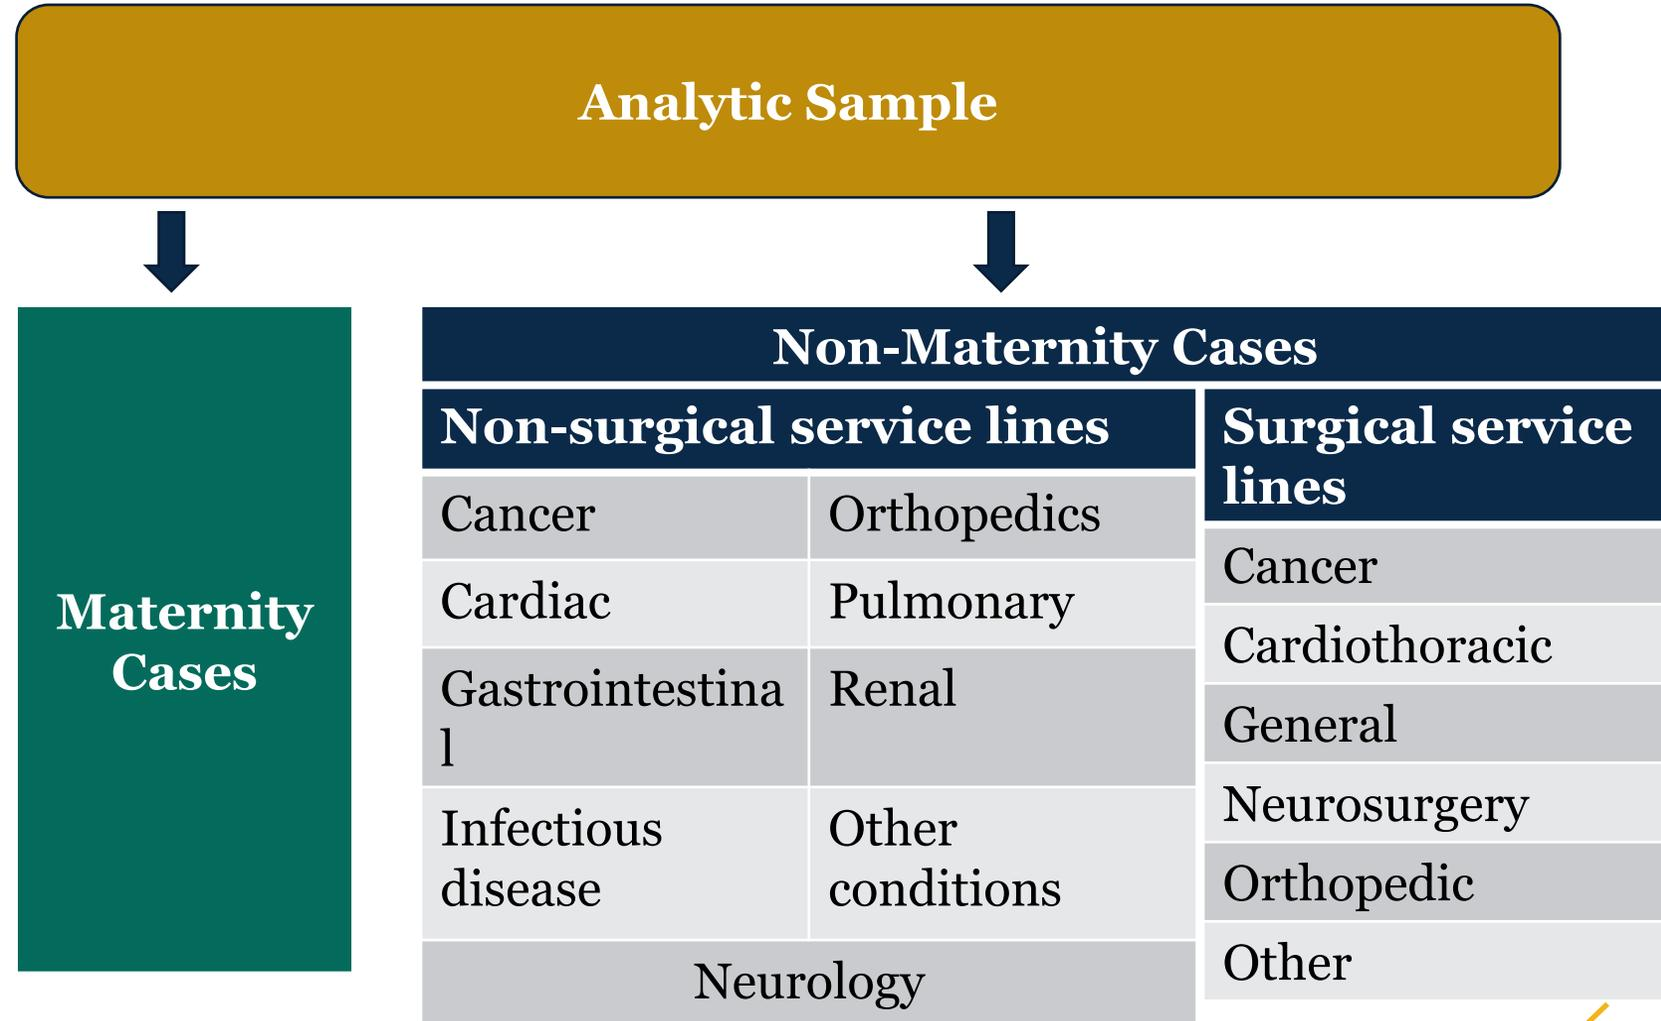 Analytic Sample
Maternity
Cases
Non-Maternity Cases
Non-surgical service lines
Cancer
Orthopedics
Cardiac
Pulmonary
Gastrointestina
l
Renal
Infectious
disease
Other
conditions
Neurology
Surgical service
lines
Cancer
Cardiothoracic
General
Neurosurgery
Orthopedic
Other